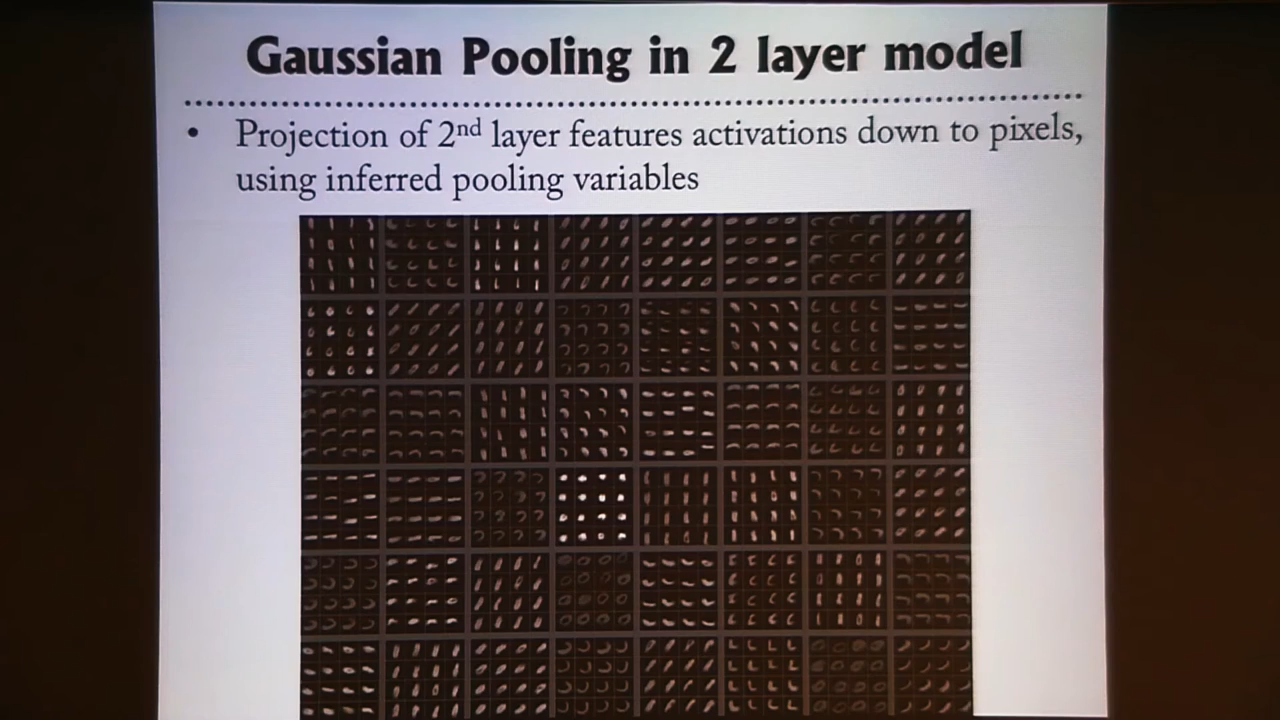 Gaussian Pooling in 2 layer model
• Projection of 2nd layer features activations down to pixels,
using inferred pooling variables